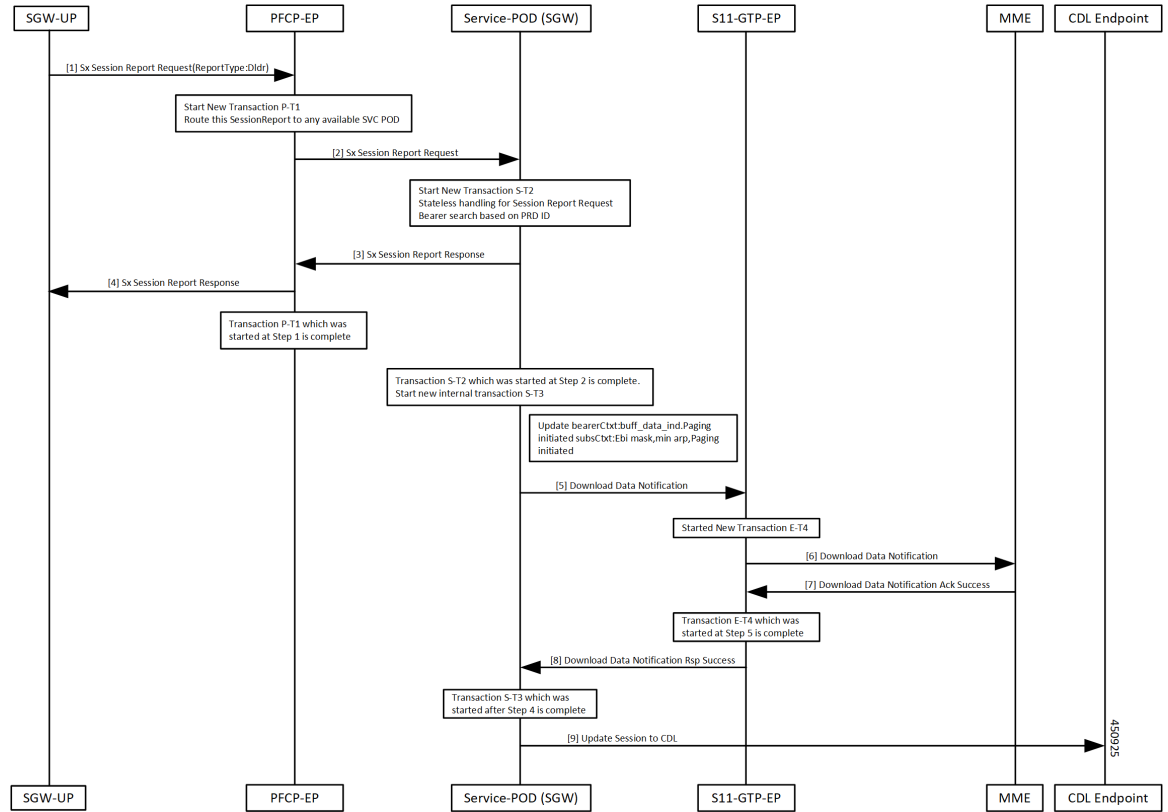 SGW-UP
PFCP-EP
Service-POD (SGW)
S11-GTP-EP
MME
CDL Endpoint
[1] Sx Session Report Request(ReportType:Dldr)
Start New Transaction P-T1
Route this SessionReport to any available SVC POD
[2] Sx Session Report Request
Start New Transaction S-T2
Stateless handling for Session Report Request
Bearer search based on PRD ID
[3] Sx Session Report Response
[4] Sx Session Report Response
Transaction P-T1 which was
started at Step 1 is complete
Transaction S-T2 which was started at Step 2 is complete.
Start new internal transaction S-T3
Update bearerCtxt:buff_data_ind.Paging
initiated subsCtxt:Ebi mask,min arp,Paging
initiated
[5] Download Data Notification
Started New Transaction E-T4
[6] Download Data Notification
[7] Download Data Notification Ack Success
Transaction E-T4 which was
started at Step 5 is complete
[8] Download Data Notification Rsp Success
Transaction S-T3 which was
started after Step 4 is complete
[9] Update Session to CDL
450925
SGW-UP
PFCP-EP
Service-POD (SGW)
S11-GTP-EP
MME
CDL Endpoint